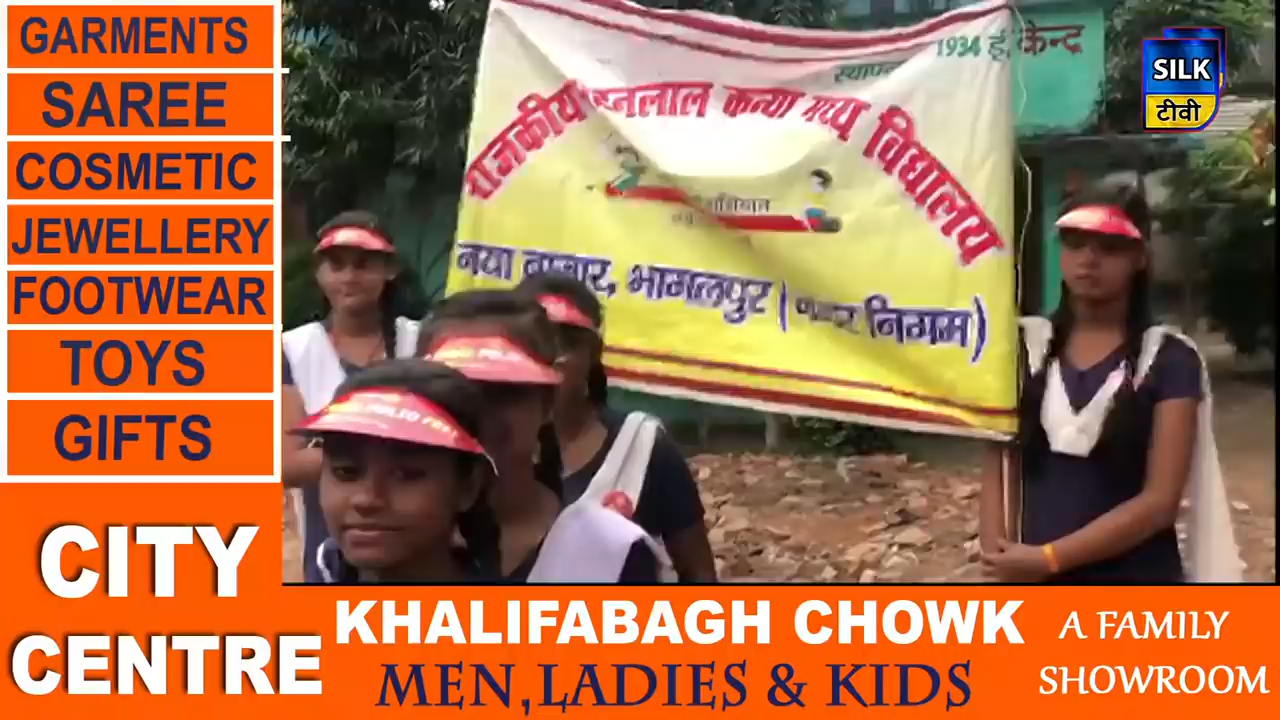 GARMENTS
SAREE
COSMETIC
JEWELLERY
FOOTWEAR
TOYS
GIFTS
CITY
CENTRE
KHALIFABAGH CHOWK
MEN,LADIES & KIDS
A FAMILY
SHOWROOM
SILK
टीवी
केन्द्र
1934 ई.
राजकीय कन्या मध्य विद्यालय
नया बाजार, भागलपुर (नगर निगम)